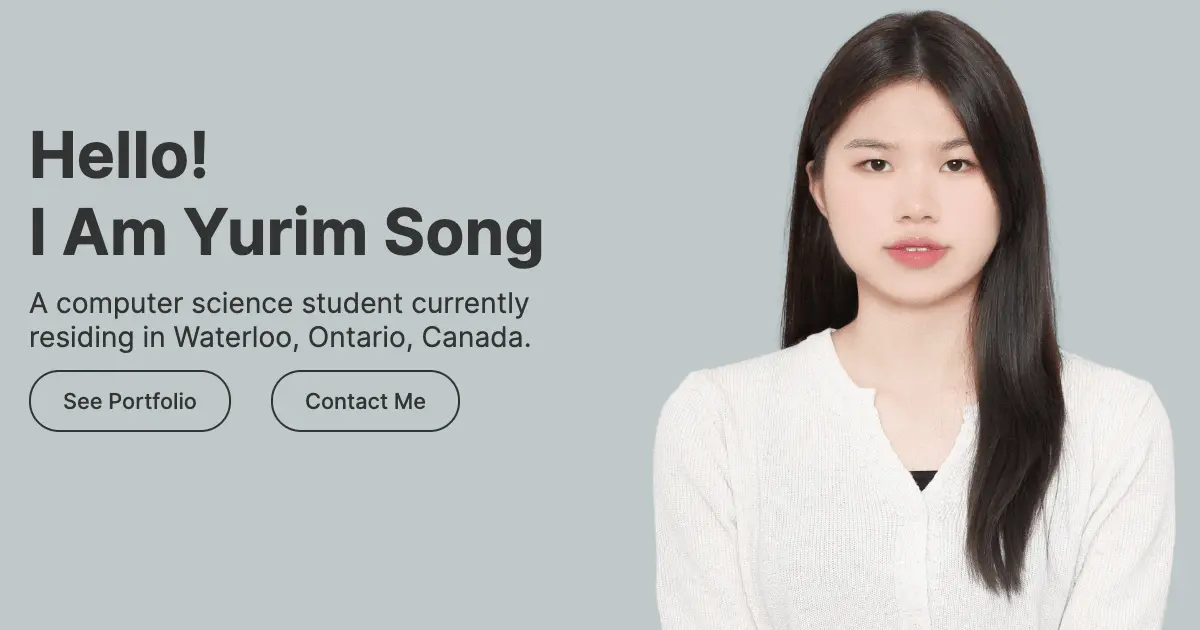 Hello!
I Am Yurim Song
A computer science student currently
residing in Waterloo, Ontario, Canada.
See Portfolio
Contact Me